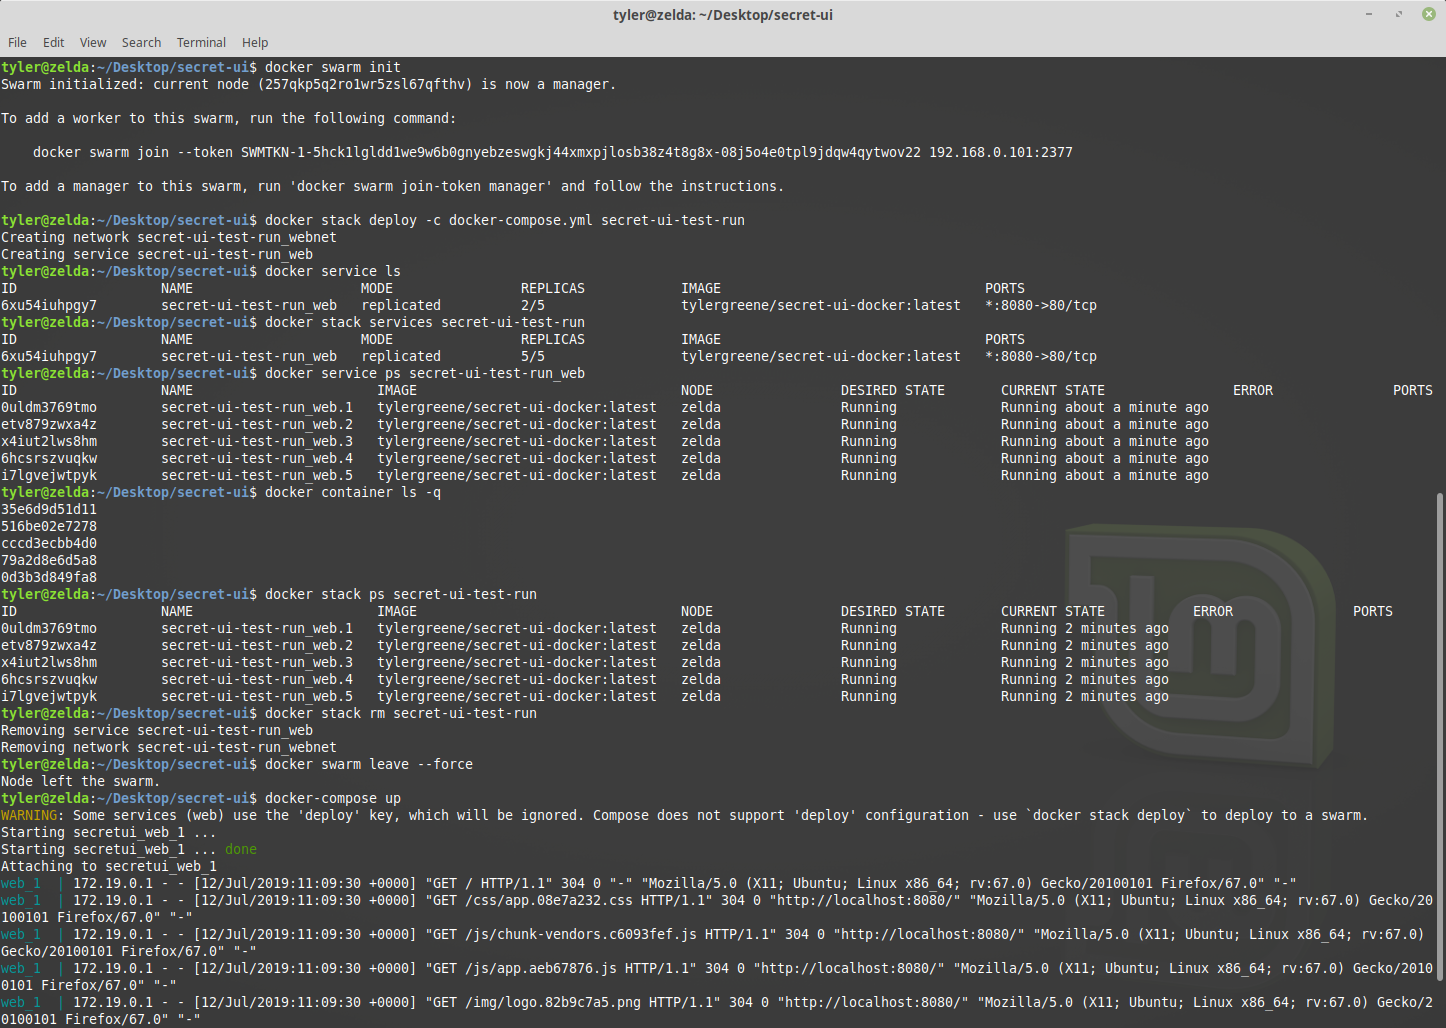 tyler@zelda: ~/Desktop/secret-ui
File Edit View Search Terminal Help
tyler@zelda:~/Desktop/secret-ui$ docker swarm init
Swarm initialized: current node (257qkp5q2ro1wr5zsl67qfthv) is now a manager.
To add a worker to this swarm, run the following command:
docker swarm join --token SWMTKN-1-5hck1lgldd1we9w6b0gnyebzeswgkj44xmxpjlosb38z4t8g8x-08j5o4e0tpl9jdqw4qytwov22 192.168.0.101:2377
To add a manager to this swarm, run 'docker swarm join-token manager' and follow the instructions.
tyler@zelda:~/Desktop/secret-ui$ docker stack deploy -c docker-compose.yml secret-ui-test-run
Creating network secret-ui-test-run_webnet
Creating service secret-ui-test-run_web
tyler@zelda:~/Desktop/secret-ui$ docker service ls
ID NAME MODE REPLICAS IMAGE PORTS
6xu54iuhpgy7 secret-ui-test-run_web replicated 2/5 tylergreene/secret-ui-docker:latest *:8080->80/tcp
tyler@zelda:~/Desktop/secret-ui$ docker stack services secret-ui-test-run
ID NAME MODE REPLICAS IMAGE PORTS
6xu54iuhpgy7 secret-ui-test-run_web replicated 5/5 tylergreene/secret-ui-docker:latest *:8080->80/tcp
tyler@zelda:~/Desktop/secret-ui$ docker service ps secret-ui-test-run_web
ID NAME IMAGE NODE DESIRED STATE CURRENT STATE ERROR PORTS
0uldm3769tmo secret-ui-test-run_web.1 tylergreene/secret-ui-docker:latest zelda Running Running about a minute ago
etv879zwxa4z secret-ui-test-run_web.2 tylergreene/secret-ui-docker:latest zelda Running Running about a minute ago
x4iut2lws8hm secret-ui-test-run_web.3 tylergreene/secret-ui-docker:latest zelda Running Running about a minute ago
6hcsrszvuqkw secret-ui-test-run_web.4 tylergreene/secret-ui-docker:latest zelda Running Running about a minute ago
i7lgvejwtpyk secret-ui-test-run_web.5 tylergreene/secret-ui-docker:latest zelda Running Running about a minute ago
tyler@zelda:~/Desktop/secret-ui$ docker container ls -q
35e6d9d51d11
516be02e7278
cccd3ecbb4d0
79a2d8e6d5a8
0d3b3d849fa8
tyler@zelda:~/Desktop/secret-ui$ docker stack ps secret-ui-test-run
ID NAME IMAGE NODE DESIRED STATE CURRENT STATE ERROR PORTS
0uldm3769tmo secret-ui-test-run_web.1 tylergreene/secret-ui-docker:latest zelda Running Running 2 minutes ago
etv879zwxa4z secret-ui-test-run_web.2 tylergreene/secret-ui-docker:latest zelda Running Running 2 minutes ago
x4iut2lws8hm secret-ui-test-run_web.3 tylergreene/secret-ui-docker:latest zelda Running Running 2 minutes ago
6hcsrszvuqkw secret-ui-test-run_web.4 tylergreene/secret-ui-docker:latest zelda Running Running 2 minutes ago
i7lgvejwtpyk secret-ui-test-run_web.5 tylergreene/secret-ui-docker:latest zelda Running Running 2 minutes ago
tyler@zelda:~/Desktop/secret-ui$ docker stack rm secret-ui-test-run
Removing service secret-ui-test-run_web
Removing network secret-ui-test-run_webnet
tyler@zelda:~/Desktop/secret-ui$ docker swarm leave --force
Node left the swarm.
tyler@zelda:~/Desktop/secret-ui$ docker-compose up
WARNING: Some services (web) use the 'deploy' key, which will be ignored. Compose does not support 'deploy' configuration - use `docker stack deploy` to deploy to a swarm.
Starting secretui_web_1 ...
Starting secretui_web_1 ... done
Attaching to secretui_web_1
web_1 | 172.19.0.1 - - [12/Jul/2019:11:09:30 +0000] "GET / HTTP/1.1" 304 0 "-" "Mozilla/5.0 (X11; Ubuntu; Linux x86_64; rv:67.0) Gecko/20100101 Firefox/67.0" "-"
web_1 | 172.19.0.1 - - [12/Jul/2019:11:09:30 +0000] "GET /css/app.08e7a232.css HTTP/1.1" 304 0 "http://localhost:8080/" "Mozilla/5.0 (X11; Ubuntu; Linux x86_64; rv:67.0) Gecko/20
100101 Firefox/67.0" "-"
web_1 | 172.19.0.1 - - [12/Jul/2019:11:09:30 +0000] "GET /js/chunk-vendors.c6093fef.js HTTP/1.1" 304 0 "http://localhost:8080/" "Mozilla/5.0 (X11; Ubuntu; Linux x86_64; rv:67.0)
Gecko/20100101 Firefox/67.0" "-"
web_1 | 172.19.0.1 - - [12/Jul/2019:11:09:30 +0000] "GET /js/app.aeb67876.js HTTP/1.1" 304 0 "http://localhost:8080/" "Mozilla/5.0 (X11; Ubuntu; Linux x86_64; rv:67.0) Gecko/2010
0101 Firefox/67.0" "-"
web_1 | 172.19.0.1 - - [12/Jul/2019:11:09:30 +0000] "GET /img/logo.82b9c7a5.png HTTP/1.1" 304 0 "http://localhost:8080/" "Mozilla/5.0 (X11; Ubuntu; Linux x86_64; rv:67.0) Gecko/2
0100101 Firefox/67.0" "-"